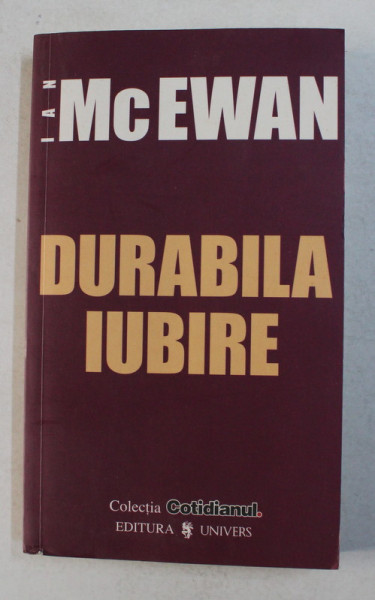 IAN
McEWAN
DURABILA
IUBIRE
Colecția Cotidianul.
EDITURA UNIVERS